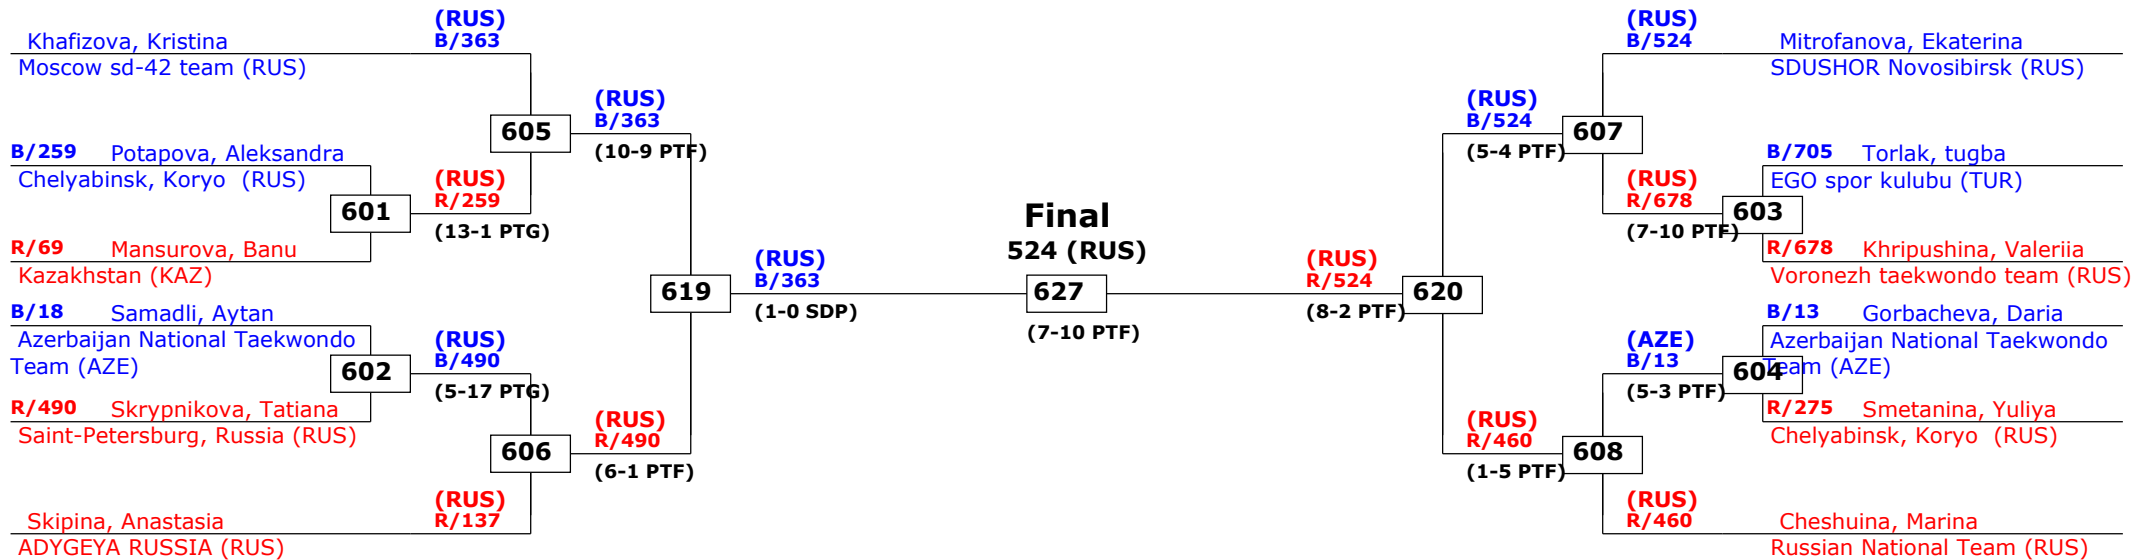 (RUS)
Khafizova, Kristina
B/363
Moscow sd-42 team (RUS)
(RUS)
605
B/363
(10-9 PTF)
B/259 Potapova, Aleksandra
Chelyabinsk, Koryo (RUS)
(RUS)
601
R/259
(13-1 PTG)
R/69 Mansurova, Banu
Kazakhstan (KAZ)
(RUS)
619
B/363
(1-0 SDP)
B/18 Samadli, Aytan
Azerbaijan National Taekwondo
Team (AZE)
(RUS)
602
B/490
(5-17 PTG)
R/490 Skrypnikova, Tatiana
Saint-Petersburg, Russia (RUS)
(RUS)
606
R/490
(6-1 PTF)
(RUS)
Skipina, Anastasia
R/137
ADYGEYA RUSSIA (RUS)
Final
524 (RUS)
627
(7-10 PTF)
(RUS)
B/524
Mitrofanova, Ekaterina
SDUSHOR Novosibirsk (RUS)
(RUS)
B/524
607
(5-4 PTF)
B/705 Torlak, tugba
EGO spor kulubu (TUR)
(RUS)
R/678
603
(7-10 PTF)
R/678 Khripushina, Valeriia
Voronezh taekwondo team (RUS)
(RUS)
R/524
620
(8-2 PTF)
B/13 Gorbacheva, Daria
Azerbaijan National Taekwondo
Team (AZE)
(AZE)
B/13
604
(5-3 PTF)
R/275 Smetanina, Yuliya
Chelyabinsk, Koryo (RUS)
(RUS)
R/460
608
(1-5 PTF)
(RUS)
R/460
Cheshuina, Marina
Russian National Team (RUS)